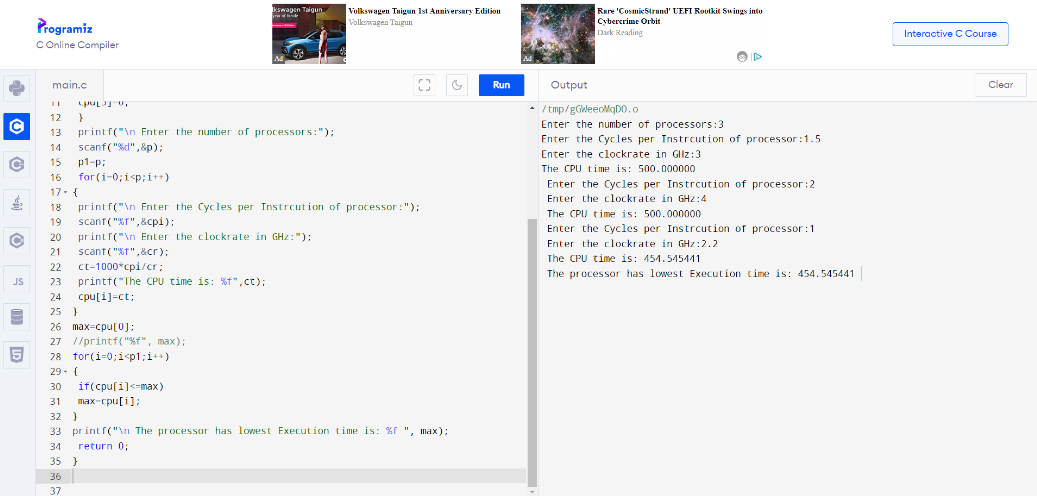 Programiz
C Online Compiler
Volkswagen Taigun 1st Anniversary Edition
Volkswagen Taigun
Ad
Rare 'CosmicStrand' UEFI Rootkit Swings into
Cybercrime Orbit
Dark Reading
Ad
Interactive C Course
main.c
Run
Output
Clear
11 cpu[j]=0;
12 }
13 printf("\n Enter the number of processors:");
14 scanf("%d",&p);
15 p1=p;
16 for(i=0;i<p;i++)
17 {
18 printf("\n Enter the Cycles per Instrcution of processor:");
19 scanf("%f",&cpi);
20 printf("\n Enter the clockrate in GHz:");
21 scanf("%f",&cr);
22 ct=1000*cpi/cr;
23 printf("The CPU time is: %f",ct);
24 cpu[i]=ct;
25 }
26 max=cpu[0];
27 //printf("%f", max);
28 for(i=0;i<p1;i++)
29 {
30 if(cpu[i]<=max)
31 max=cpu[i];
32 }
33 printf("\n The processor has lowest Execution time is: %f ", max);
34 return 0;
35 }
36
37
/tmp/gGWeeoMqDO.o
Enter the number of processors:3
Enter the Cycles per Instrcution of processor:1.5
Enter the clockrate in GHz:3
The CPU time is: 500.000000
Enter the Cycles per Instrcution of processor:2
Enter the clockrate in GHz:4
The CPU time is: 500.000000
Enter the Cycles per Instrcution of processor:1
Enter the clockrate in GHz:2.2
The CPU time is: 454.545441
The processor has lowest Execution time is: 454.545441
JS